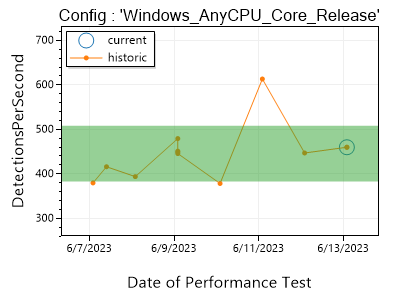 Config : 'Windows_AnyCPU_Core_Release'
current
historic
700
600
500
400
300
DetectionsPerSecond
6/7/2023 6/9/2023 6/11/2023 6/13/2023
Date of Performance Test